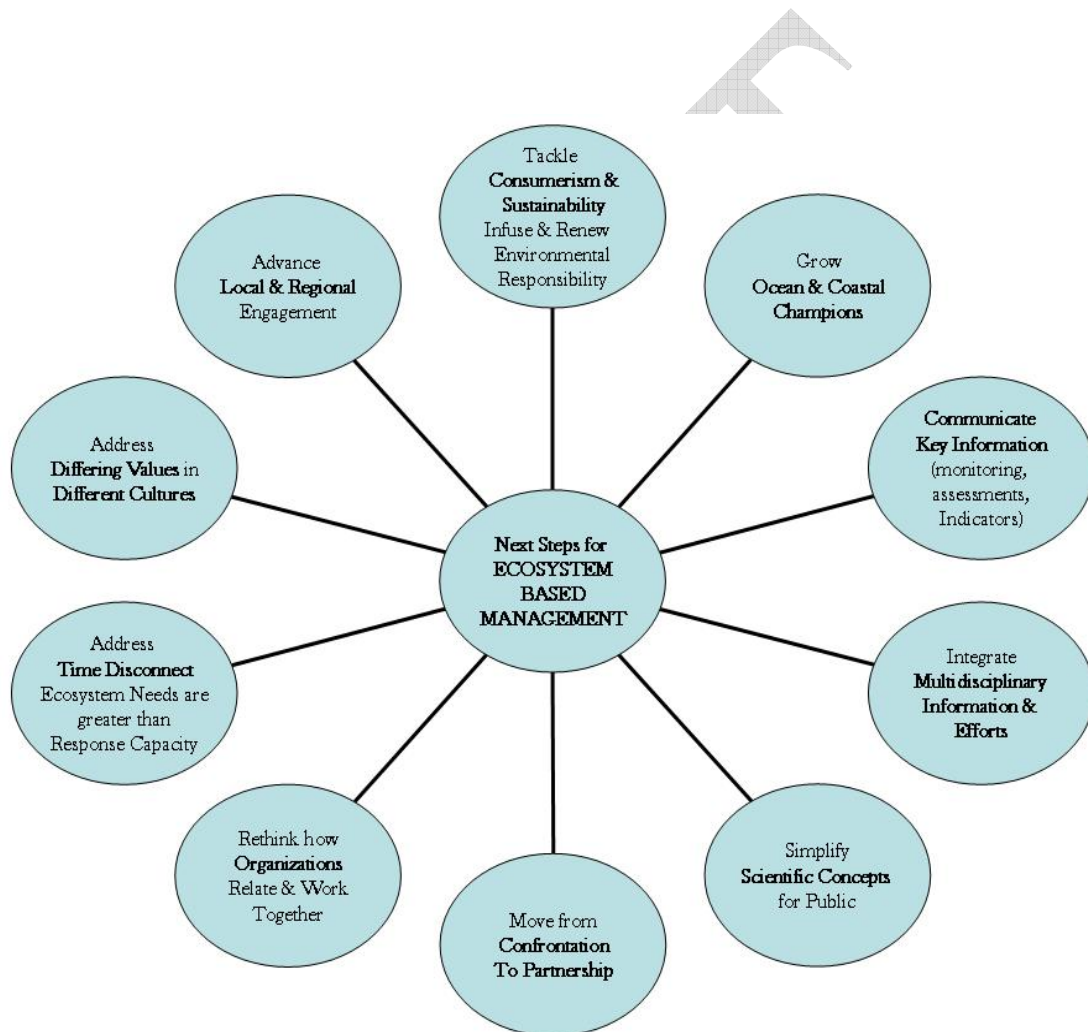 Tackle
Consumerism &
Sustainability
Infuse & Renew
Environmental
Responsibility
Grow
Ocean & Coastal
Champions
Communicate
Key Information
(monitoring,
assessments,
Indicators)
Integrate
Multidisciplinary
Information &
Efforts
Simplify
Scientific Concepts
for Public
Move from
Confrontation
To Partnership
Rethink how
Organizations
Relate & Work
Together
Address
Time Disconnect
Ecosystem Needs are
greater than
Response Capacity
Address
Differing Values in
Different Cultures
Advance
Local & Regional
Engagement
Next Steps for
ECOSYSTEM
BASED
MANAGEMENT